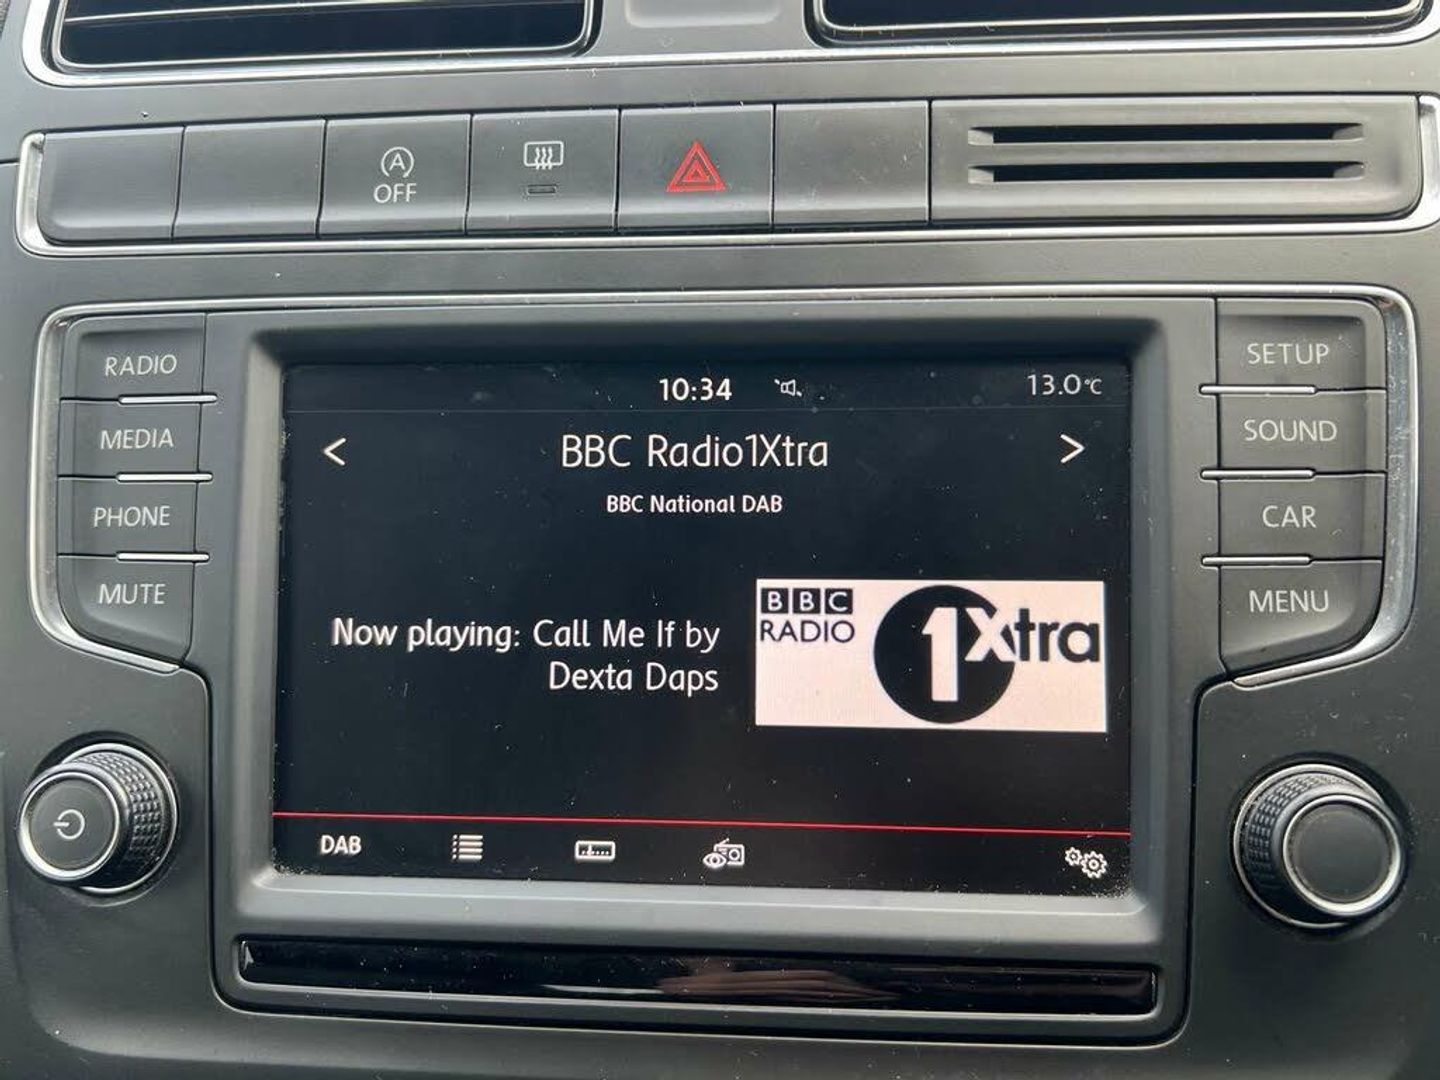 A
OFF
RADIO
MEDIA
PHONE
MUTE
10:34
13.0°C
<
BBC Radio1Xtra
>
BBC National DAB
Now playing: Call Me If by
Dexta Daps
BBC
RADIO
1Xtra
DAB
SETUP
SOUND
CAR
MENU